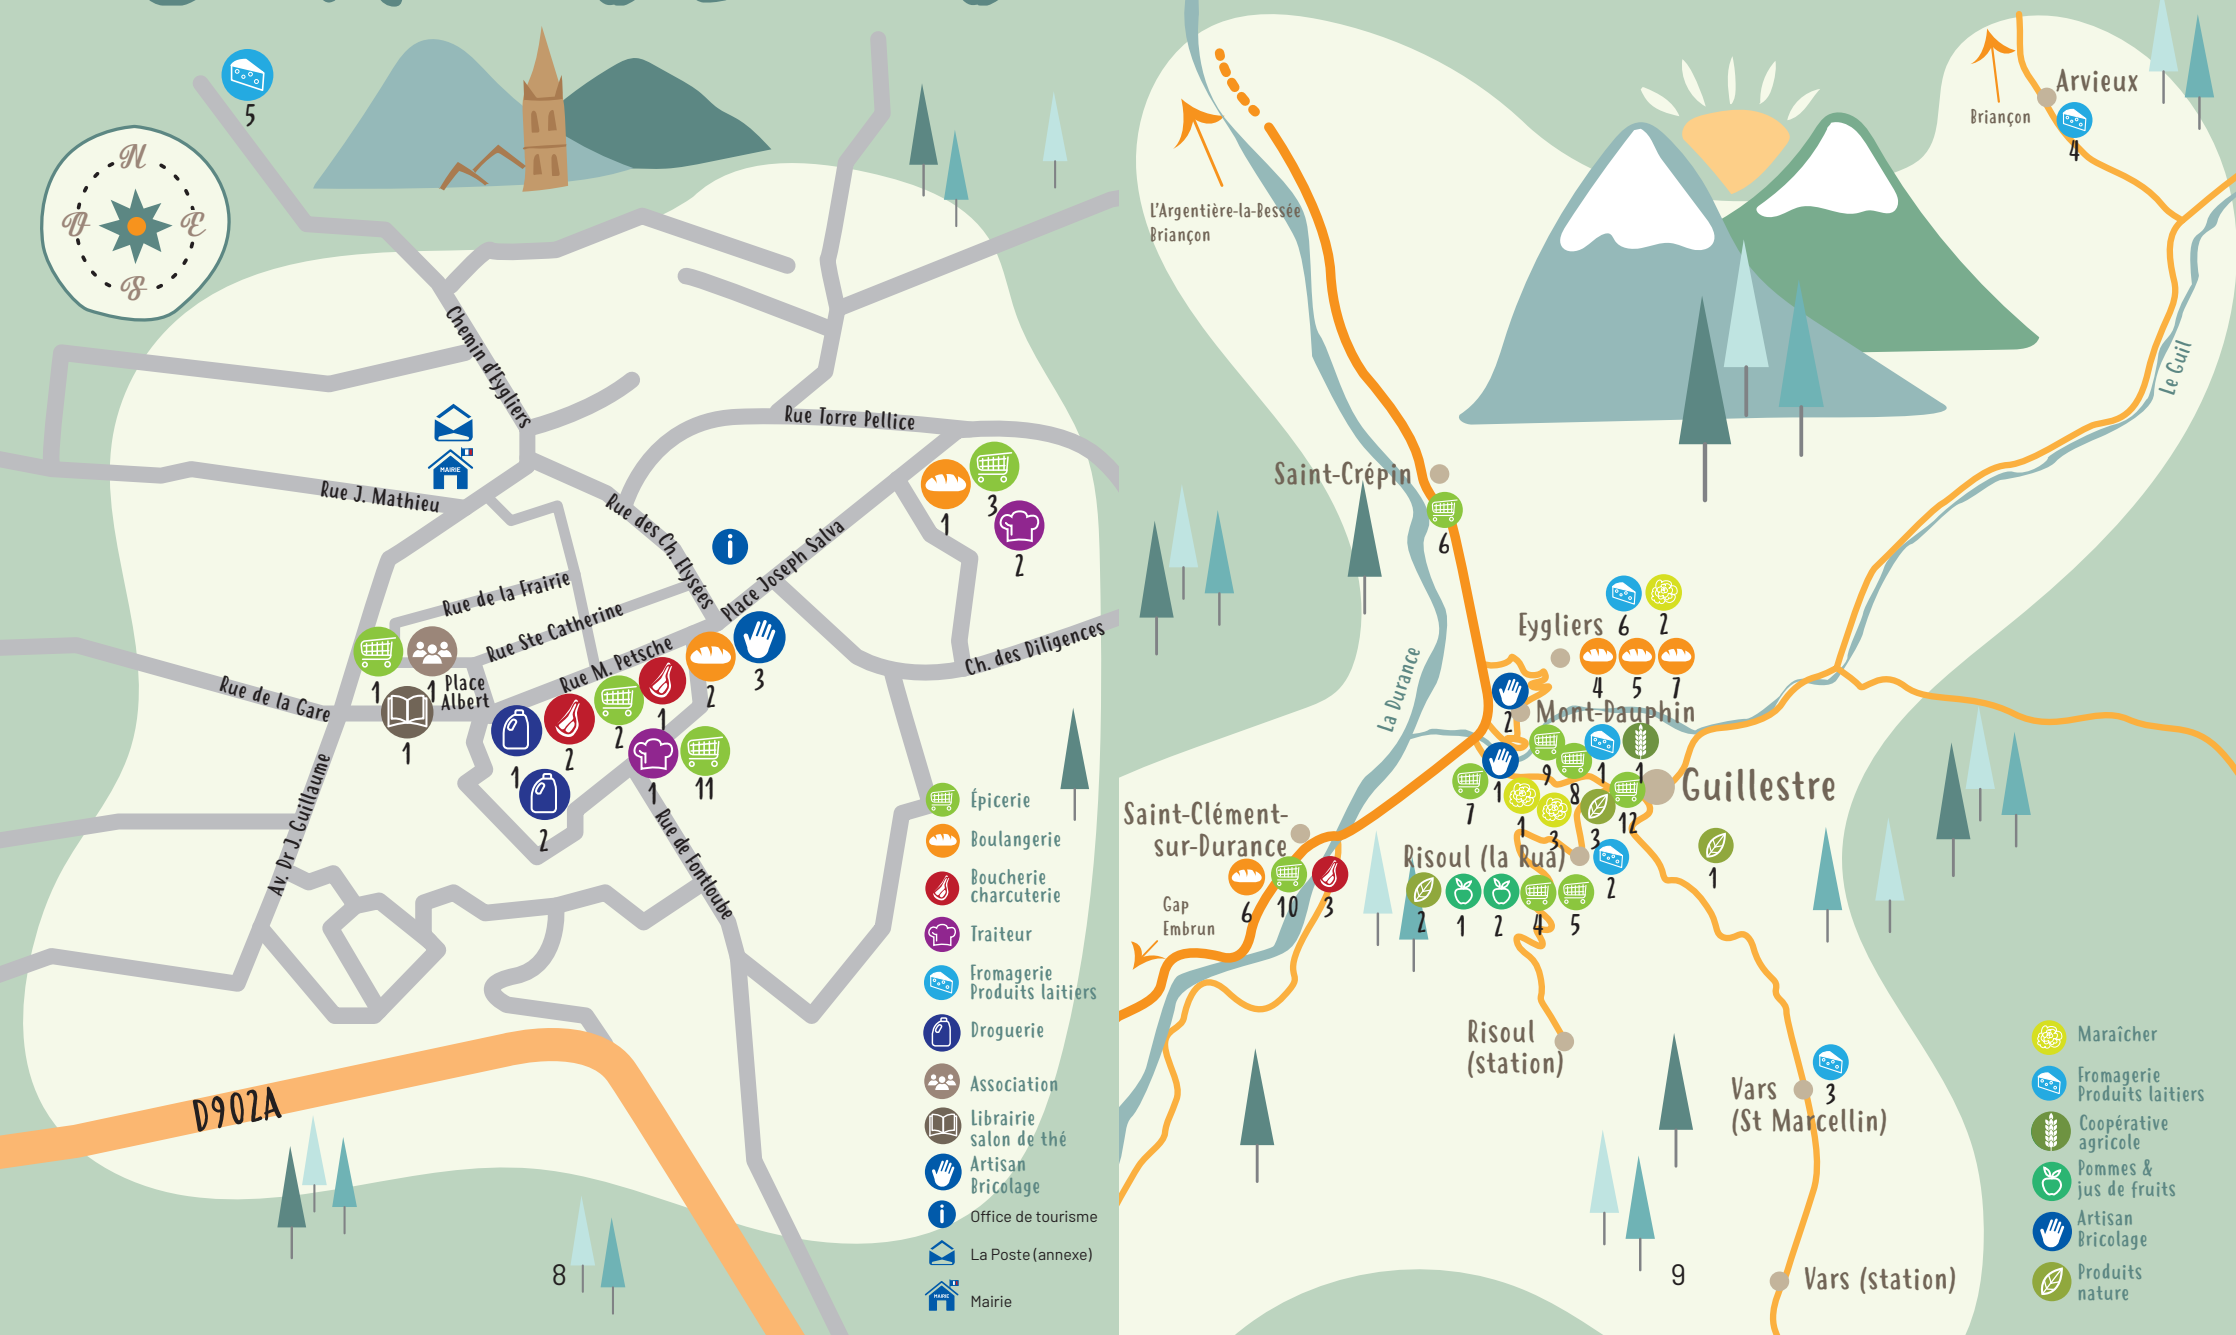 5
N
O
E
S
Chemin d'Eygliers
Rue Torre Pellice
MAIRIE
Rue J. Mathieu
Rue des Ch. Elysées
Place Joseph Salva
1
3
2
Rue de la Frairie
Rue Ste Catherine
Rue M. Petsche
Ch. des Diligences
1
1
Place
Albert
Rue de la Gare
1
1
2
2
1
2
3
2
1
11
Av. Dr J. Guillaume
Rue de Fontloube
D902A
Épicerie
Boulangerie
Boucherie
charcuterie
Traiteur
Fromagerie
Produits laitiers
Droguerie
Association
Librairie
salon de thé
Artisan
Bricolage
Office de tourisme
La Poste (annexe)
MAIRIE
Mairie
8
L'Argentière-la-Bessée
Briançon
Briançon
Arvieux
4
Le Guil
Saint-Crépin
6
La Durance
Eygliers
6
2
4
5
7
2
Mont-Dauphin
9
1
1
8
7
1
1
3
3
12
Guillestre
1
Saint-Clément-
sur-Durance
6
10
3
Gap
Embrun
Risoul (la Rua)
2
2
1
2
4
5
Risoul
(station)
Vars
(St Marcellin)
3
Vars (station)
Maraîcher
Fromagerie
Produits laitiers
Coopérative
agricole
Pommes &
jus de fruits
Artisan
Bricolage
Produits
nature
9